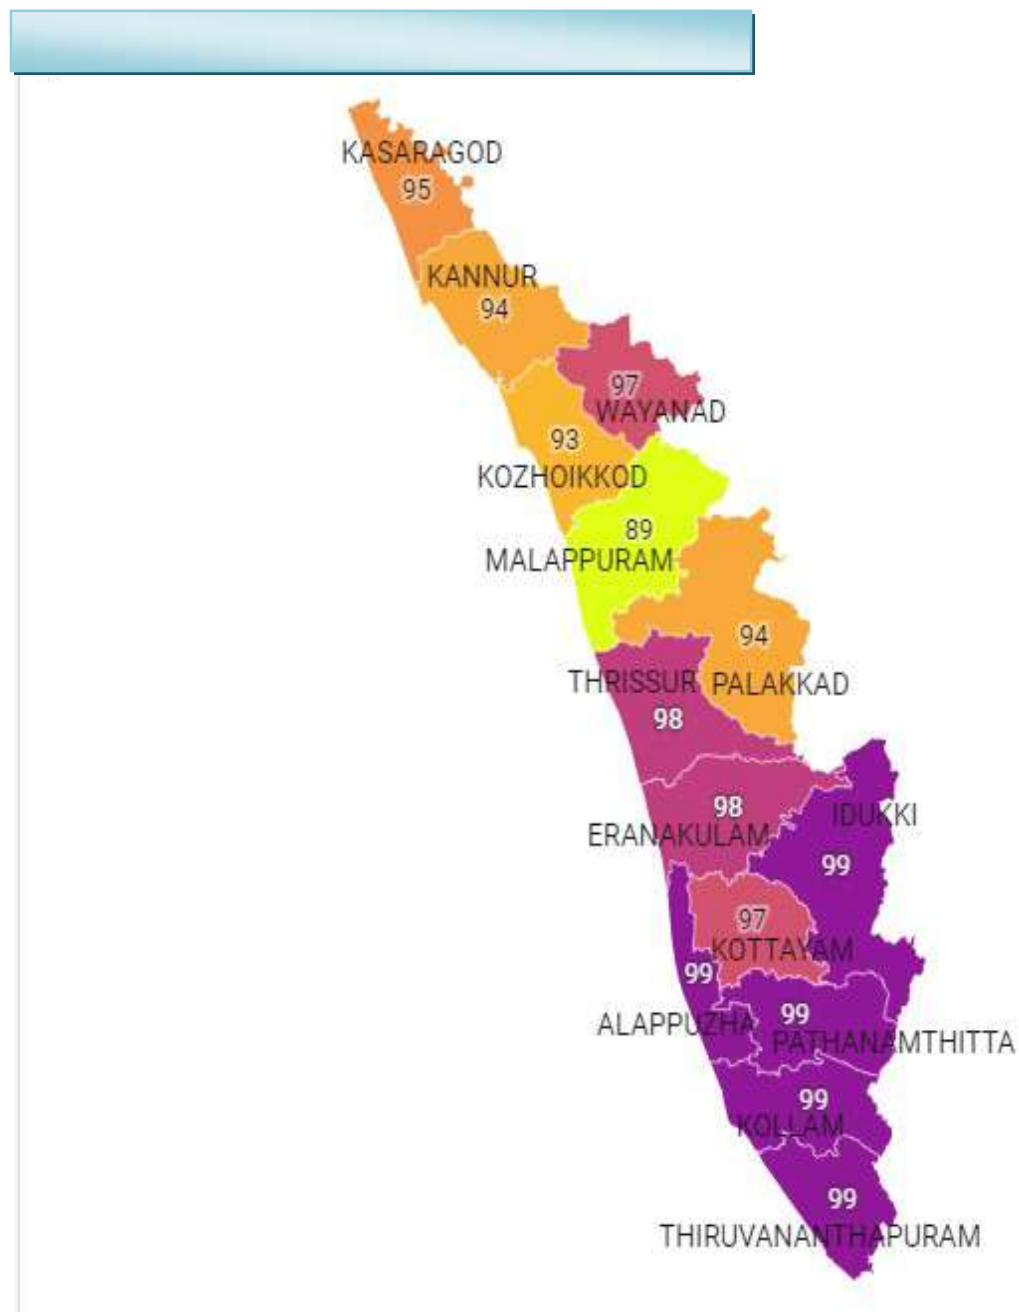 KASARAGOD
95
KANNUR
94
97
WAYANAD
93
KOZHOIKKOD
89
MALAPPURAM
94
THRISSUR
PALAKKAD
98
98
IDUKKI
ERANAKULAM
99
97
KOTTAYAM
99
99
ALAPPUZHA
PATHANAMTHITTA
99
KOLLAM
99
THIRUVANANTHAPURAM